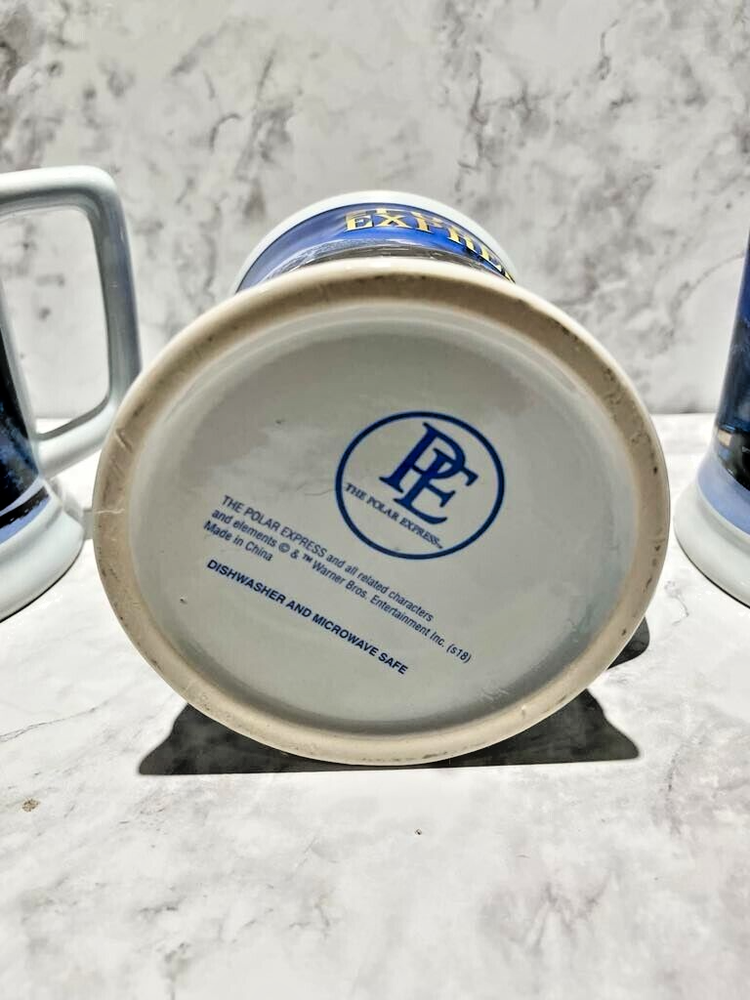 EXPRE
PE
THE POLAR EXPRESS™
THE POLAR EXPRESS and all related characters
and elements © & ™ Warner Bros. Entertainment Inc. (s18)
Made in China
DISHWASHER AND MICROWAVE SAFE